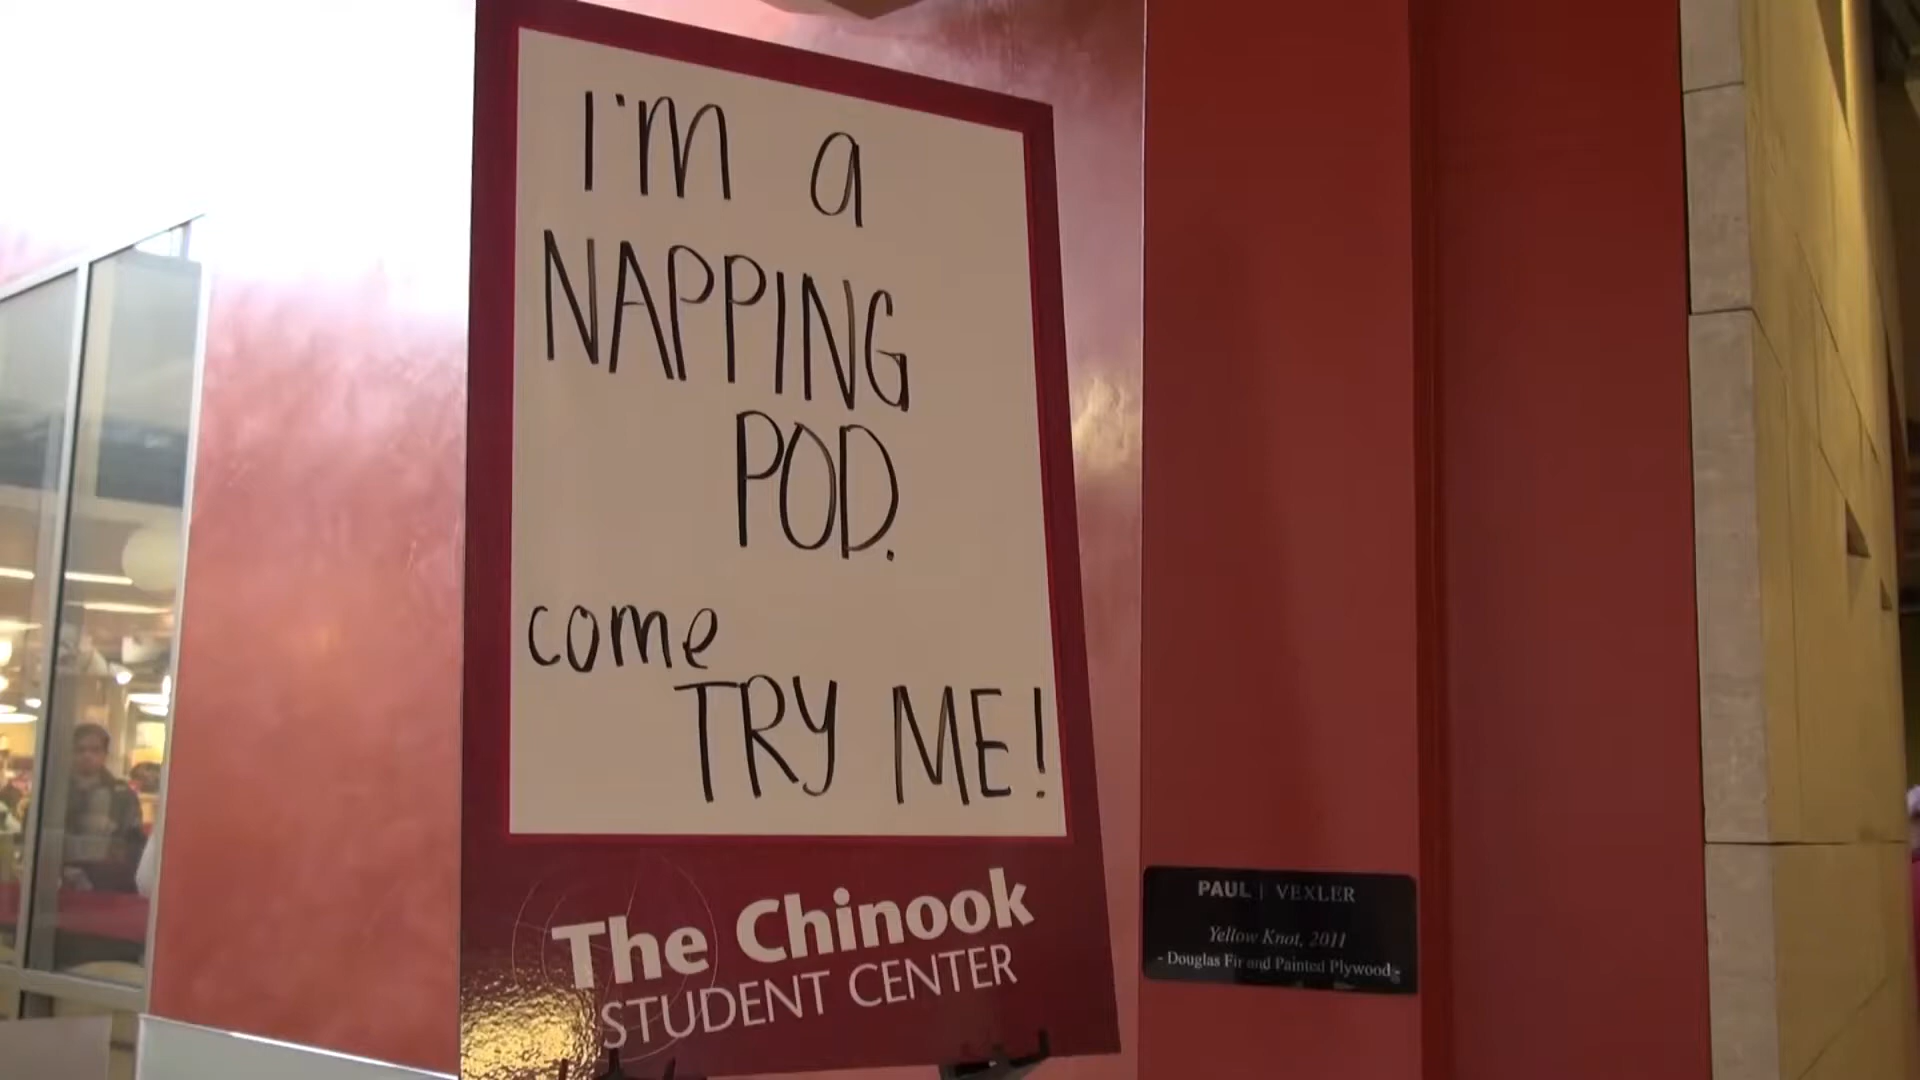 I'M a
NAPPING
POD.
come
TRY ME!
The Chinook
STUDENT CENTER
PAUL | VEXLER
Yellow Knot, 2011
- Douglas Fir and Painted Plywood -